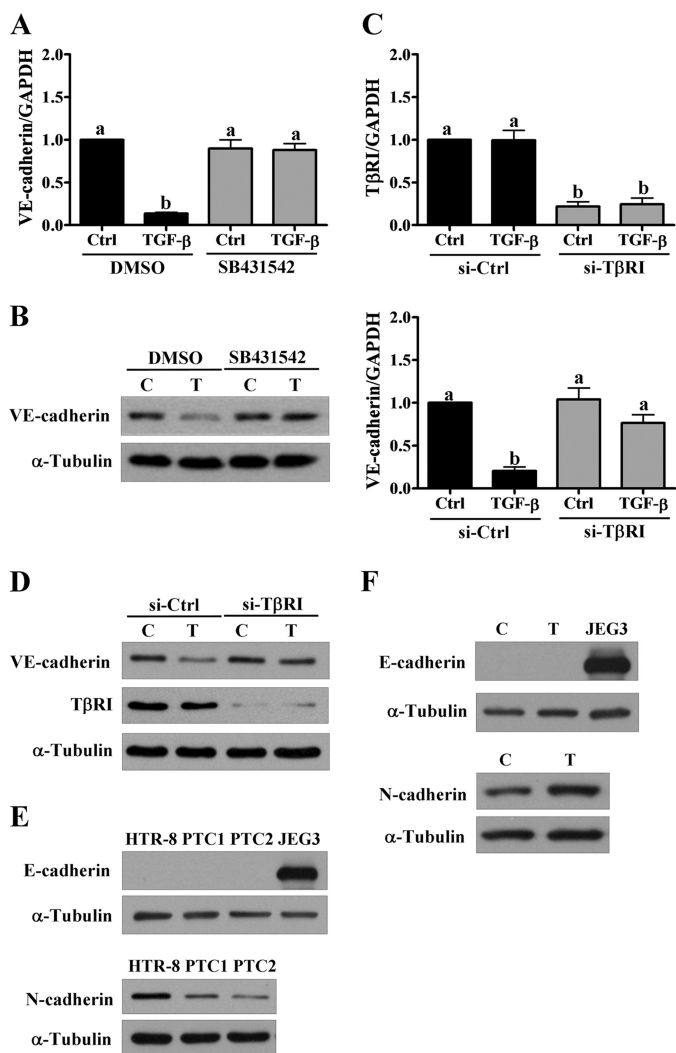 A
VE-cadherin/GAPDH
2.0
1.5
1.0
0.5
0.0
a
b
a
a
Ctrl TGF-β Ctrl TGF-β
DMSO SB431542
B
DMSO SB431542
C T C T
VE-cadherin
α-Tubulin
C
TβRI/GAPDH
2.0
1.5
1.0
0.5
0.0
a
a
b
b
Ctrl TGF-β Ctrl TGF-β
si-Ctrl si-TβRI
VE-cadherin/GAPDH
2.0
1.5
1.0
0.5
0.0
a
b
a
a
Ctrl TGF-β Ctrl TGF-β
si-Ctrl si-TβRI
D
si-Ctrl si-TβRI
C T C T
VE-cadherin
TβRI
α-Tubulin
E
HTR-8 PTC1 PTC2 JEG3
E-cadherin
α-Tubulin
HTR-8 PTC1 PTC2
N-cadherin
α-Tubulin
F
C T JEG3
E-cadherin
α-Tubulin
C T
N-cadherin
α-Tubulin